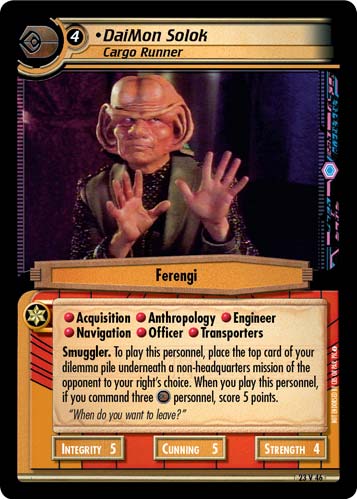 4
•DaiMon Solok
Cargo Runner
Ferengi
Acquisition Anthropology Engineer
Navigation Officer Transporters
Smuggler. To play this personnel, place the top card of your
dilemma pile underneath a non-headquarters mission of the
opponent to your right's choice. When you play this personnel,
if you command three personnel, score 5 points.
"When do you want to leave?"
INTEGRITY 5 CUNNING 5 STRENGTH 4
23 V 46